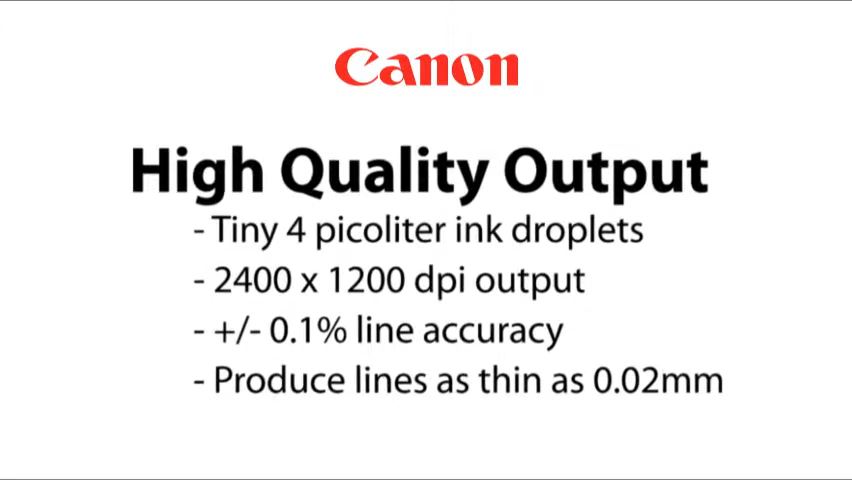 Canon
High Quality Output
- Tiny 4 picoliter ink droplets
- 2400 x 1200 dpi output
- +/- 0.1% line accuracy
- Produce lines as thin as 0.02mm